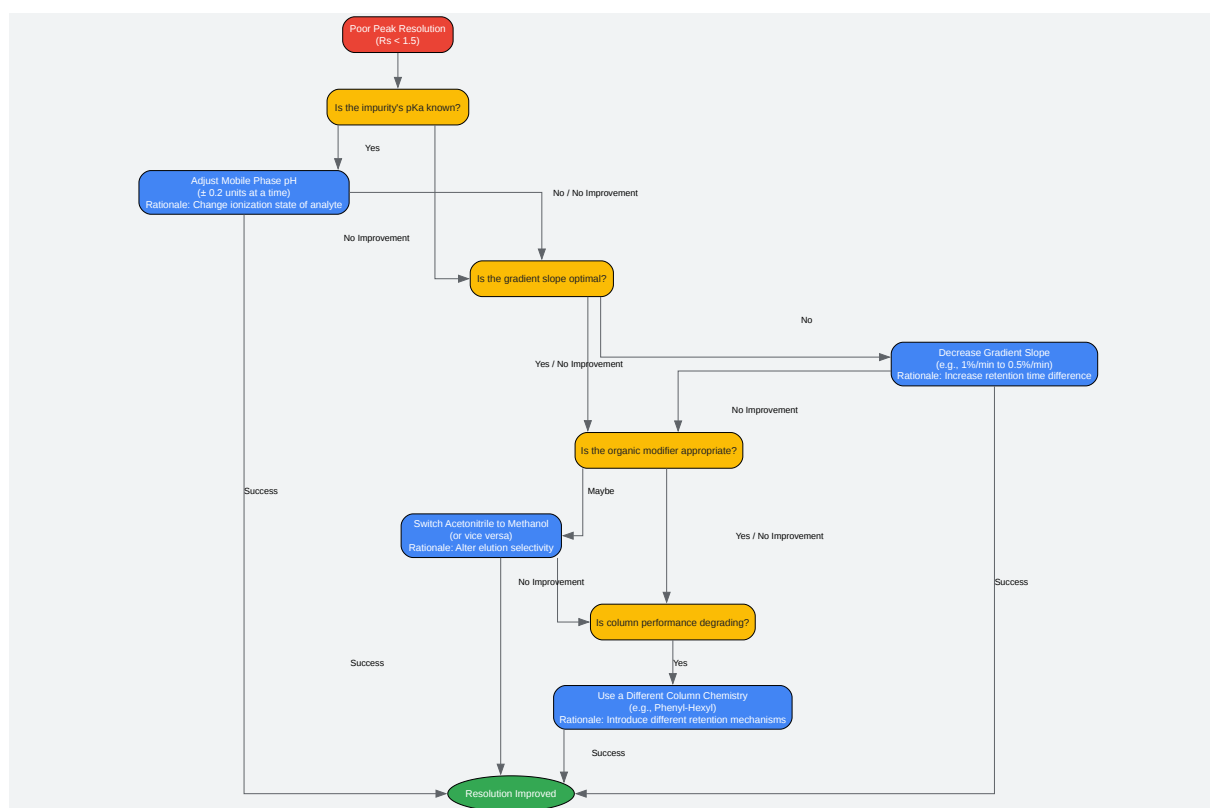 Poor Peak Resolution
(Rs < 1.5)
Is the impurity's pKa known?
Yes
Adjust Mobile Phase pH
(± 0.2 units at a time)
Rationale: Change ionization state of analyte
No / No Improvement
No Improvement
Is the gradient slope optimal?
No
Decrease Gradient Slope
(e.g., 1%/min to 0.5%/min)
Rationale: Increase retention time difference
Yes / No Improvement
No Improvement
Is the organic modifier appropriate?
Success
Maybe
Switch Acetonitrile to Methanol
(or vice versa)
Rationale: Alter elution selectivity
Yes / No Improvement
No Improvement
Success
Is column performance degrading?
Success
Yes
Use a Different Column Chemistry
(e.g., Phenyl-Hexyl)
Rationale: Introduce different retention mechanisms
Success
Resolution Improved